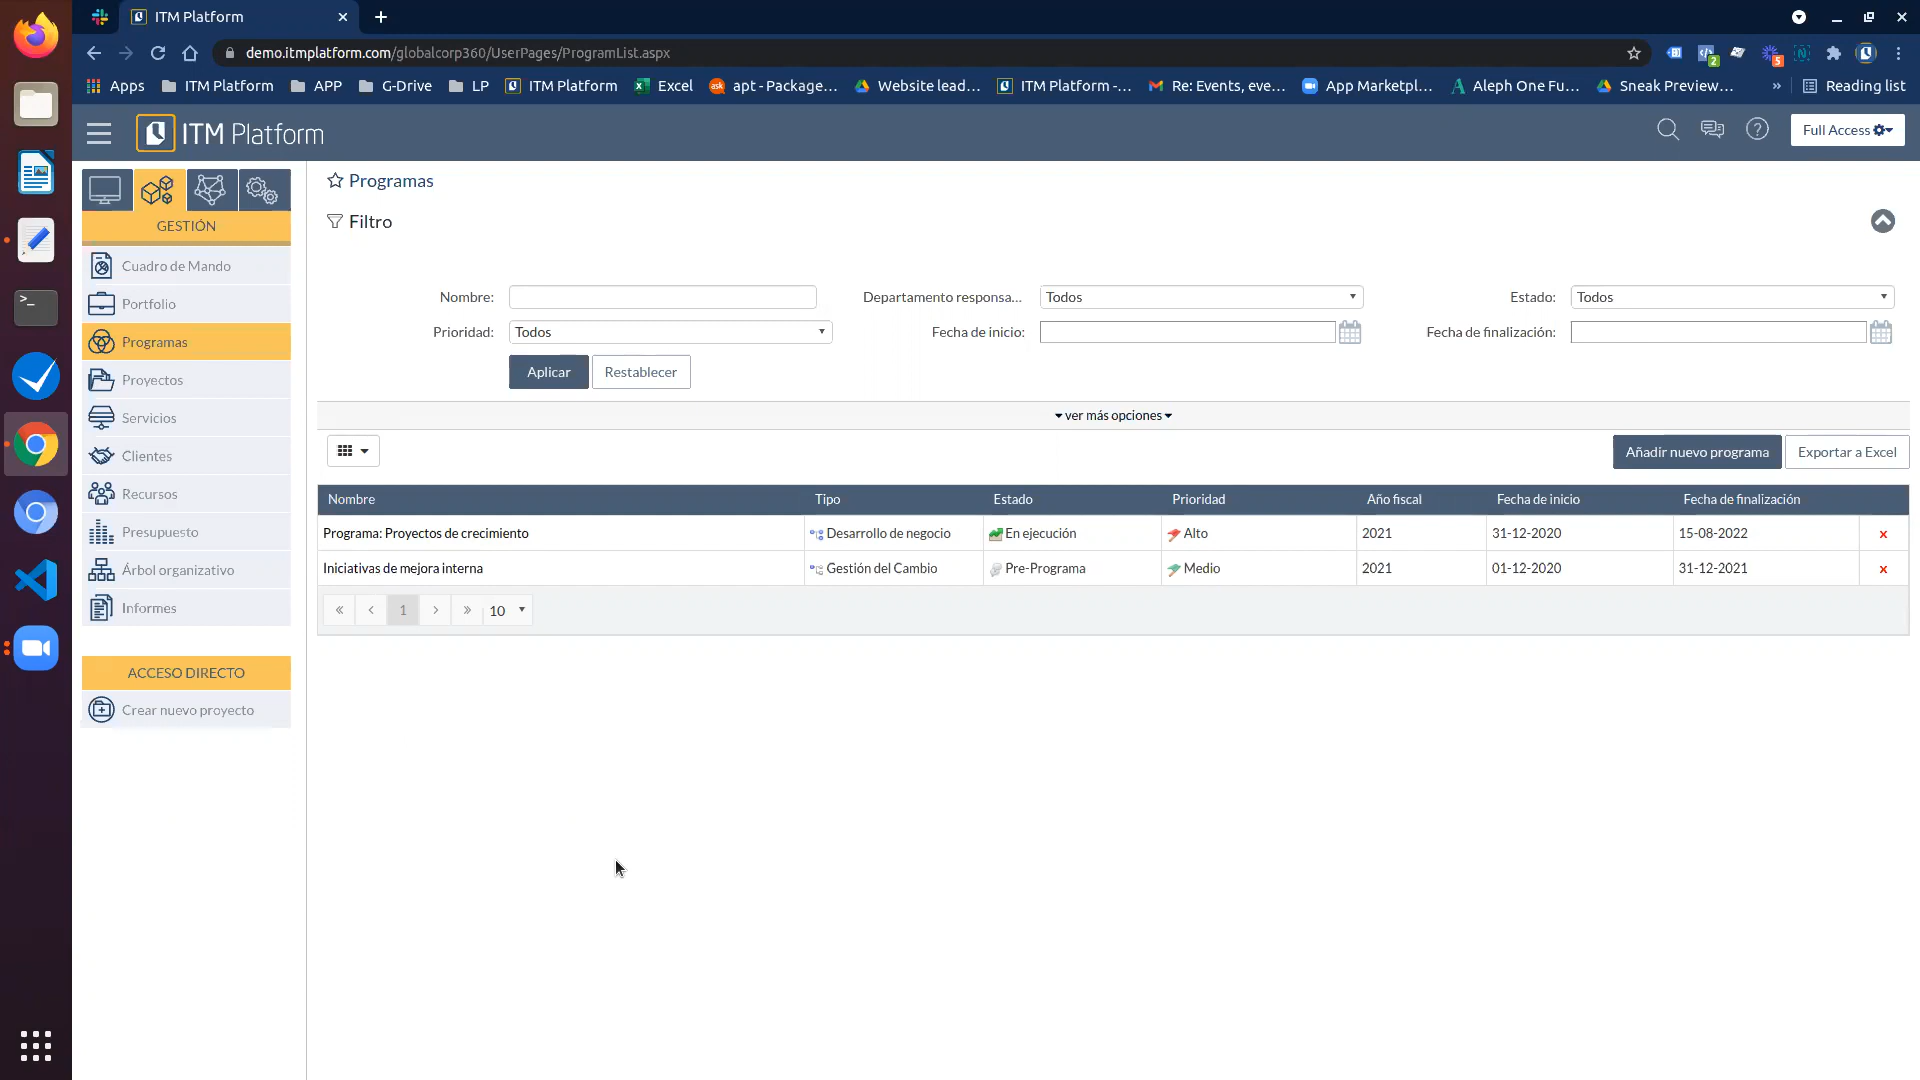 ITM Platform
demo.itmplatform.com/globalcorp360/UserPages/ProgramList.aspx
2
5
Apps
ITM Platform
APP
G-Drive
LP
ITM Platform
Excel
apt - Package...
Website lead...
ITM Platform -...
Re: Events, eve...
App Marketpl...
Aleph One Fu...
Sneak Preview...
»
Reading list
ITM Platform
Full Access
GESTIÓN
Cuadro de Mando
Portfolio
Programas
Proyectos
Servicios
Clientes
Recursos
Presupuesto
Árbol organizativo
Informes
ACCESO DIRECTO
Crear nuevo proyecto
Programas
Filtro
Nombre:
Departamento responsa... Todos
Estado: Todos
Prioridad: Todos
Fecha de inicio:
Fecha de finalización:
Aplicar
Restablecer
ver más opciones
Añadir nuevo programa
Exportar a Excel
Nombre Tipo Estado Prioridad Año fiscal Fecha de inicio Fecha de finalización
Programa: Proyectos de crecimiento Desarrollo de negocio En ejecución Alto 2021 31-12-2020 15-08-2022 x
Iniciativas de mejora interna Gestión del Cambio Pre-Programa Medio 2021 01-12-2020 31-12-2021 x
« ‹ 1 › » 10